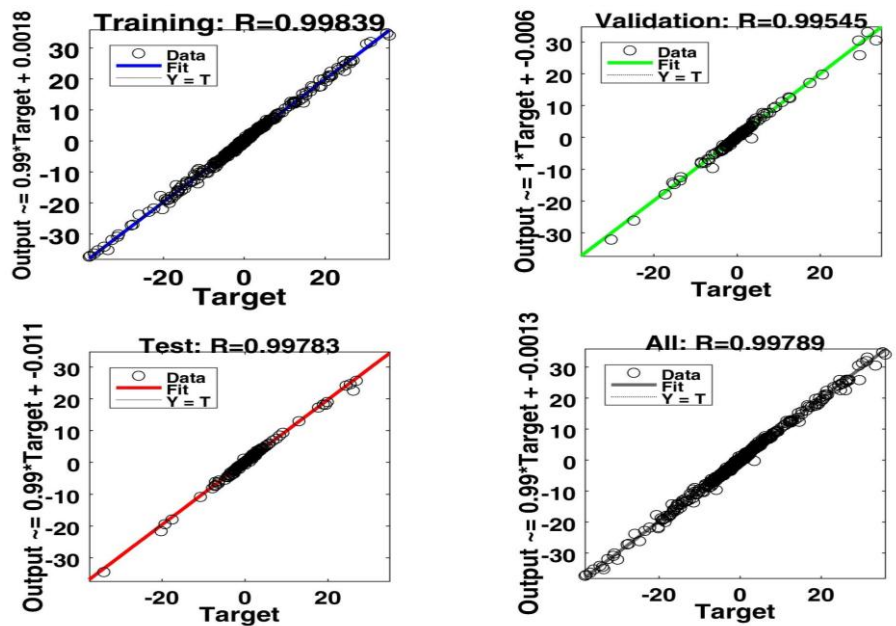 Training: R=0.99839
Output ~= 0.99*Target + 0.0018
Data
Fit
Y = T
30
20
10
0
-10
-20
-30
-20
0
20
Target
Validation: R=0.99545
Output ~= 1*Target + -0.006
Data
Fit
Y = T
30
20
10
0
-10
-20
-30
-20
0
20
Target
Test: R=0.99783
Output ~= 0.99*Target + -0.011
Data
Fit
Y = T
30
20
10
0
-10
-20
-30
-20
0
20
Target
All: R=0.99789
Output ~= 0.99*Target + -0.0013
Data
Fit
Y = T
30
20
10
0
-10
-20
-30
-20
0
20
Target